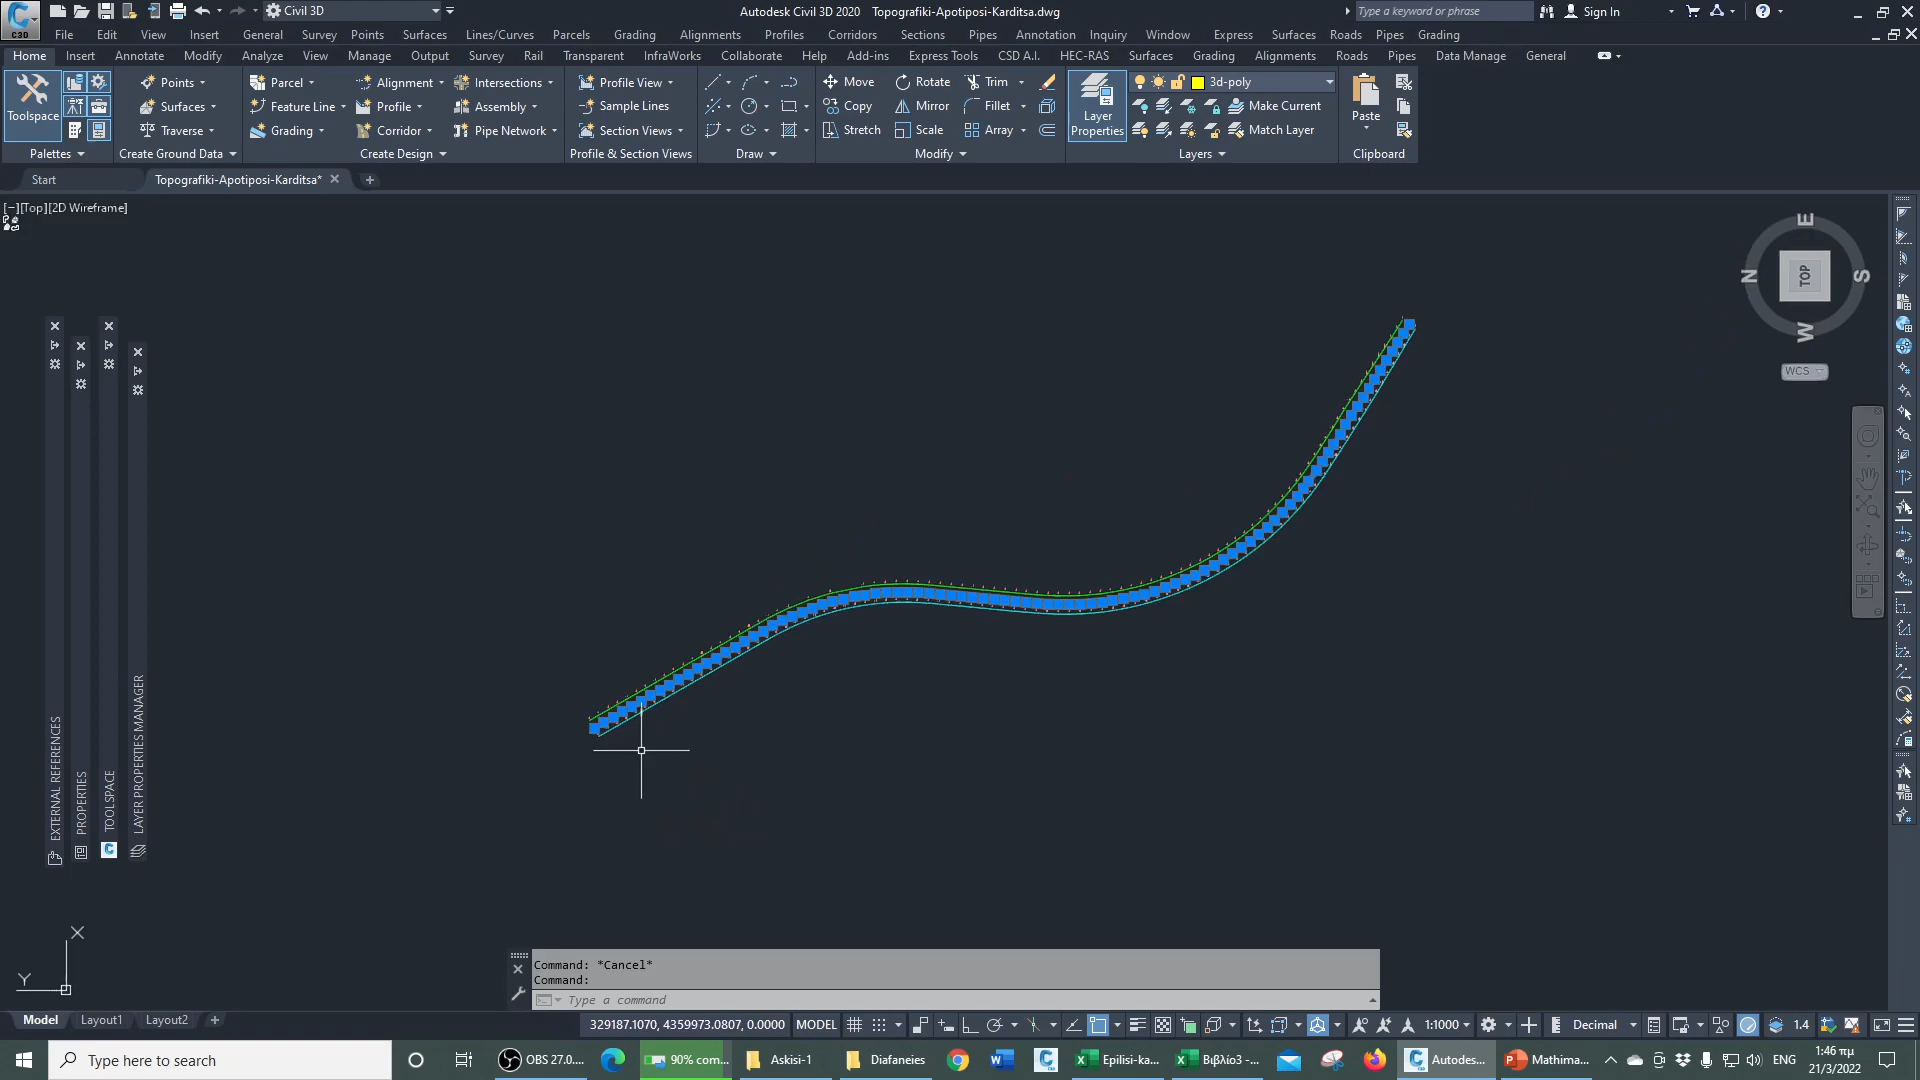 Civil 3D
Autodesk Civil 3D 2020 Topografiki-Apotiposi-Karditsa.dwg
Type a keyword or phrase
Sign In
C3D
File Edit View Insert General Survey Points Surfaces Lines/Curves Parcels Grading Alignments Profiles Corridors Sections Pipes Annotation Inquiry Window Express Surfaces Roads Pipes Grading
Home Insert Annotate Modify Analyze View Manage Output Survey Rail Transparent InfraWorks Collaborate Help Add-ins Express Tools CSD A.I. HEC-RAS Surfaces Grading Alignments Roads Pipes Data Management General
Toolspace
Points
Surfaces
Traverse
Parcel
Feature Line
Grading
Alignment
Profile
Corridor
Intersections
Assembly
Pipe Network
Profile View
Sample Lines
Section Views
Move
Copy
Stretch
Rotate
Mirror
Scale
Trim
Fillet
Array
Layer
Properties
3d-poly
Make Current
Match Layer
Paste
Palettes Create Ground Data Create Design Profile & Section Views Draw Modify Layers Clipboard
Start Topografiki-Apotiposi-Karditsa*
[−][Top][2D Wireframe]
E
N
TOP
S
W
WCS
EXTERNAL REFERENCES
PROPERTIES
TOOLSPACE
LAYER PROPERTIES MANAGER
X
Y
Command: *Cancel*
Command:
Type a command
Model Layout1 Layout2
329187.1070, 4359973.0807, 0.0000 MODEL 1:1000 Decimal 1.4
Type here to search
OBS 27.0.... 90% com... Askisi-1 Diafaneies Epilisi-ka... Βιβλίο3 -... Autodes... Mathima... ENG
1:46 πμ
21/3/2022